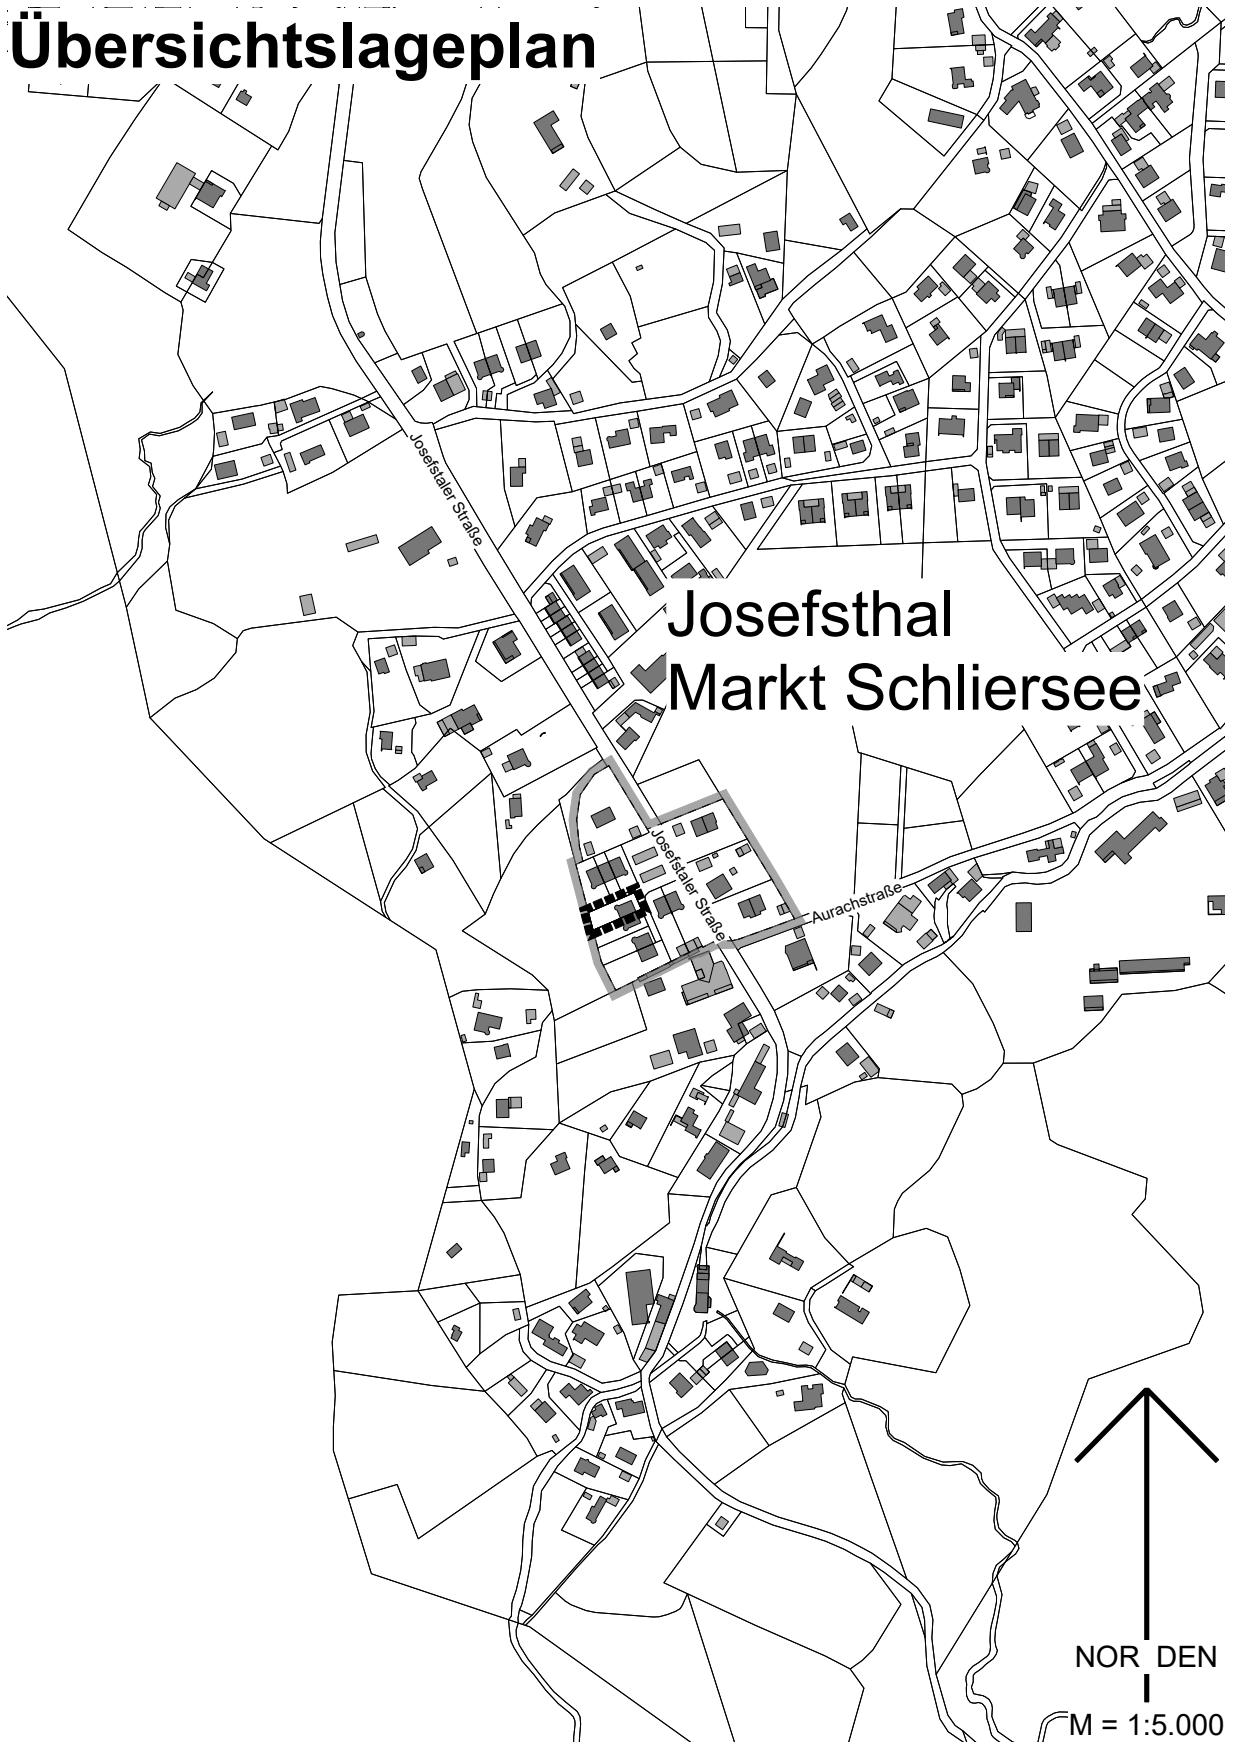 Übersichtslageplan
Josefstaler Straße
Josefsthal
Markt Schliersee
Josefstaler Straße
Aurachstraße
NOR DEN
M = 1:5.000